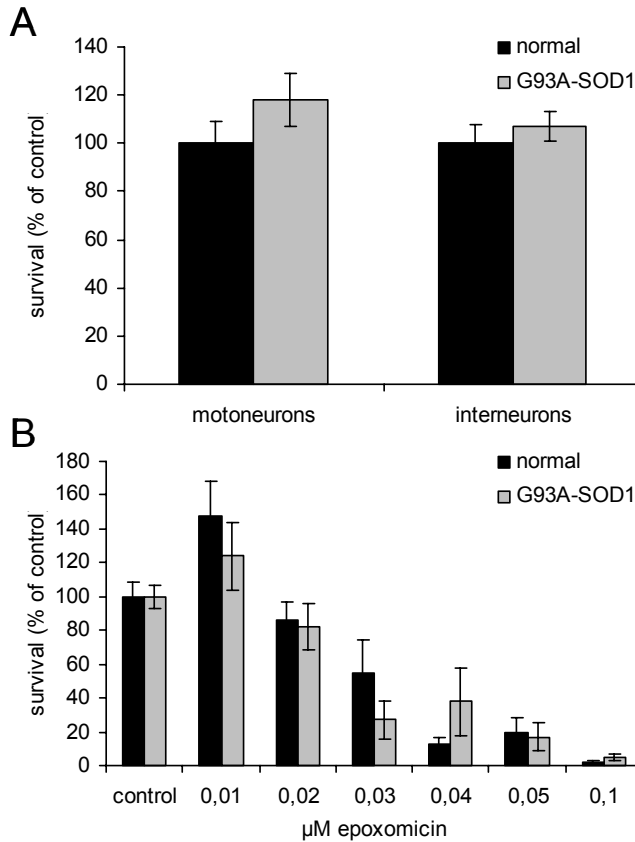 A
survival (% of control)
140
120
100
80
60
40
20
0
normal
G93A-SOD1
motoneurons interneurons
B
survival (% of control)
180
160
140
120
100
80
60
40
20
0
normal
G93A-SOD1
control 0,01 0,02 0,03 0,04 0,05 0,1
µM epoxomicin